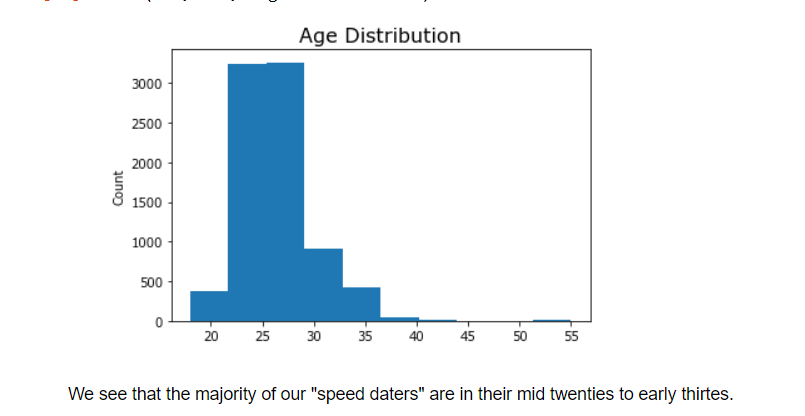 Age Distribution
3000
2500
2000
1500
1000
500
0
Count
20 25 30 35 40 45 50 55
We see that the majority of our "speed daters" are in their mid twenties to early thirtes.